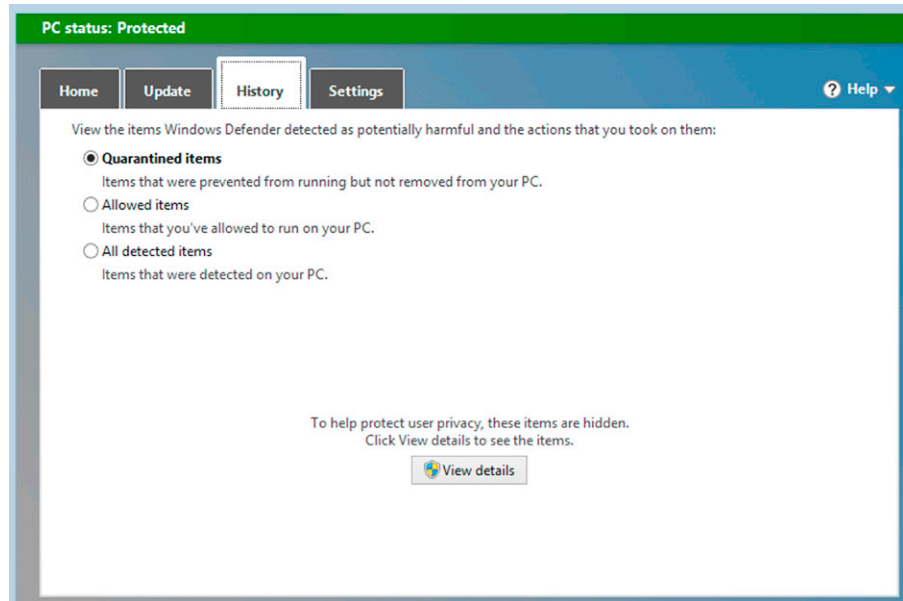 PC status: Protected
Home
Update
History
Settings
? Help
View the items Windows Defender detected as potentially harmful and the actions that you took on them:
Quarantined items
Items that were prevented from running but not removed from your PC.
Allowed items
Items that you've allowed to run on your PC.
All detected items
Items that were detected on your PC.
To help protect user privacy, these items are hidden.
Click View details to see the items.
View details